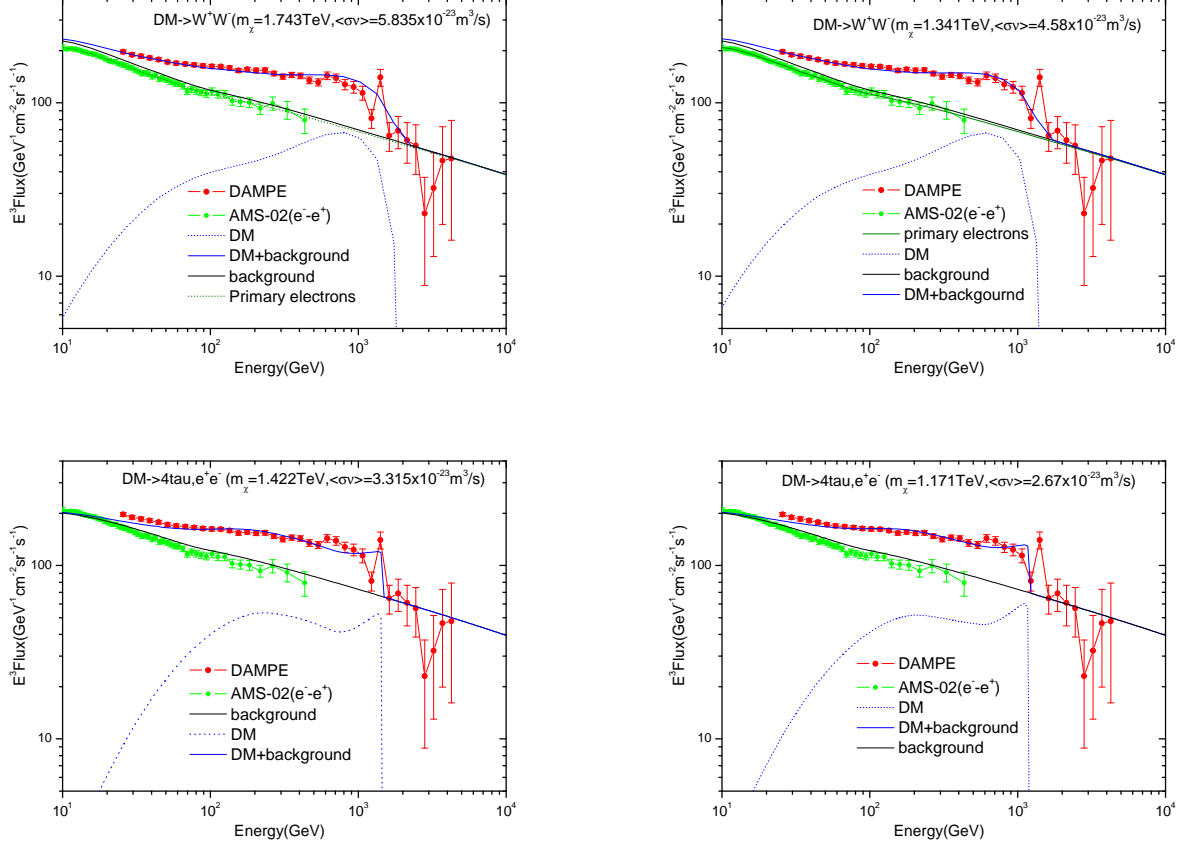 DM->W⁺W⁻(mχ=1.743TeV,<σν>=5.835x10⁻²³m³/s)
E³Flux(GeV⁻¹cm⁻²sr⁻¹s⁻¹)
100
10
DAMPE
AMS-02(e⁻-e⁺)
DM
DM+background
background
Primary electrons
10¹ 10² 10³ 10⁴
Energy(GeV)
DM->W⁺W⁻(mχ=1.341TeV,<σν>=4.58x10⁻²³m³/s)
E³Flux(GeV⁻¹cm⁻²sr⁻¹s⁻¹)
100
10
DAMPE
AMS-02(e⁻-e⁺)
primary electrons
DM
background
DM+backgournd
10¹ 10² 10³ 10⁴
Energy(GeV)
DM->4tau,e⁺e⁻ (mχ=1.422TeV,<σν>=3.315x10⁻²³m³/s)
E³Flux(GeV⁻¹cm⁻²sr⁻¹s⁻¹)
100
10
DAMPE
AMS-02(e⁻-e⁺)
background
DM
DM+background
10¹ 10² 10³ 10⁴
Energy(GeV)
DM->4tau,e⁺e⁻ (mχ=1.171TeV,<σν>=2.67x10⁻²³m³/s)
E³Flux(GeV⁻¹cm⁻²sr⁻¹s⁻¹)
100
10
DAMPE
AMS-02(e⁻-e⁺)
DM
DM+background
background
10¹ 10² 10³ 10⁴
Energy(GeV)